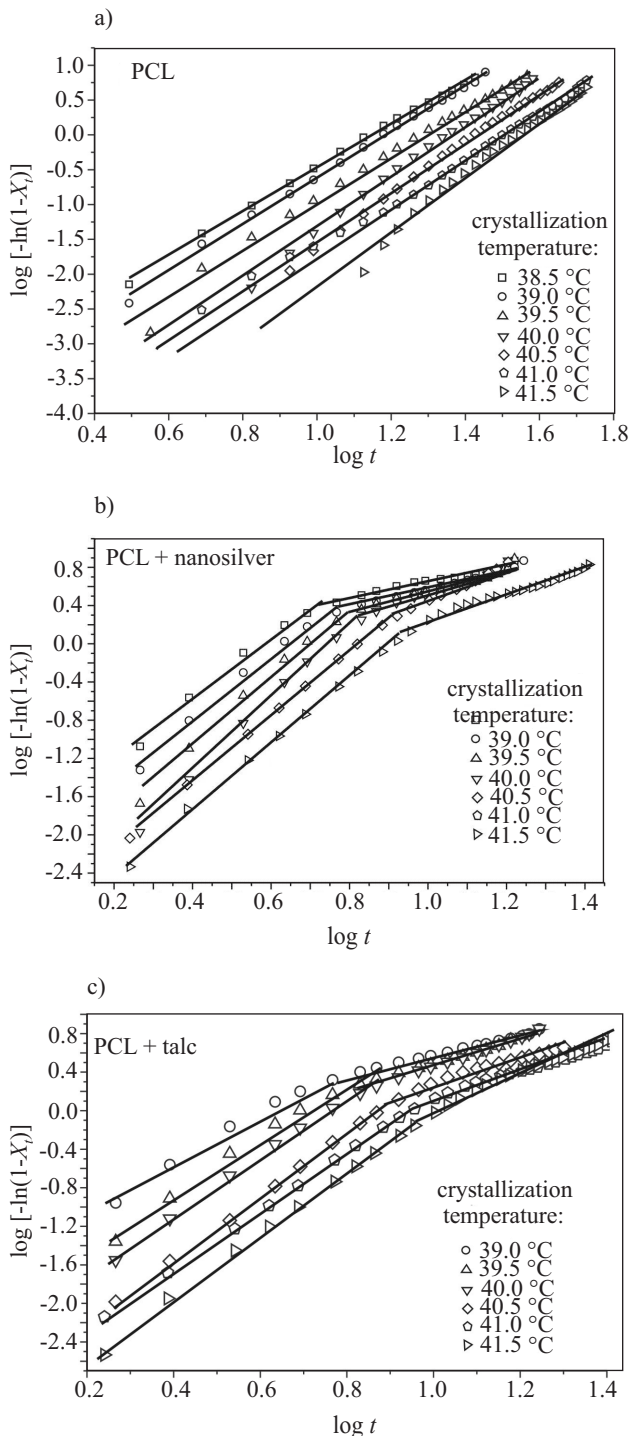 a)
PCL
1.0
0.5
0.0
-0.5
-1.0
-1.5
-2.0
-2.5
-3.0
-3.5
-4.0
log [-ln(1-Xt)]
crystallization
temperature:
38.5 °C
39.0 °C
39.5 °C
40.0 °C
40.5 °C
41.0 °C
41.5 °C
0.4 0.6 0.8 1.0 1.2 1.4 1.6 1.8
log t
b)
PCL + nanosilver
0.8
0.4
0.0
-0.4
-0.8
-1.2
-1.6
-2.0
-2.4
log [-ln(1-Xt)]
crystallization
temperature:
39.0 °C
39.5 °C
40.0 °C
40.5 °C
41.0 °C
41.5 °C
0.2 0.4 0.6 0.8 1.0 1.2 1.4
log t
c)
PCL + talc
0.8
0.4
0.0
-0.4
-0.8
-1.2
-1.6
-2.0
-2.4
log [-ln(1-Xt)]
crystallization
temperature:
39.0 °C
39.5 °C
40.0 °C
40.5 °C
41.0 °C
41.5 °C
0.2 0.4 0.6 0.8 1.0 1.2 1.4
log t